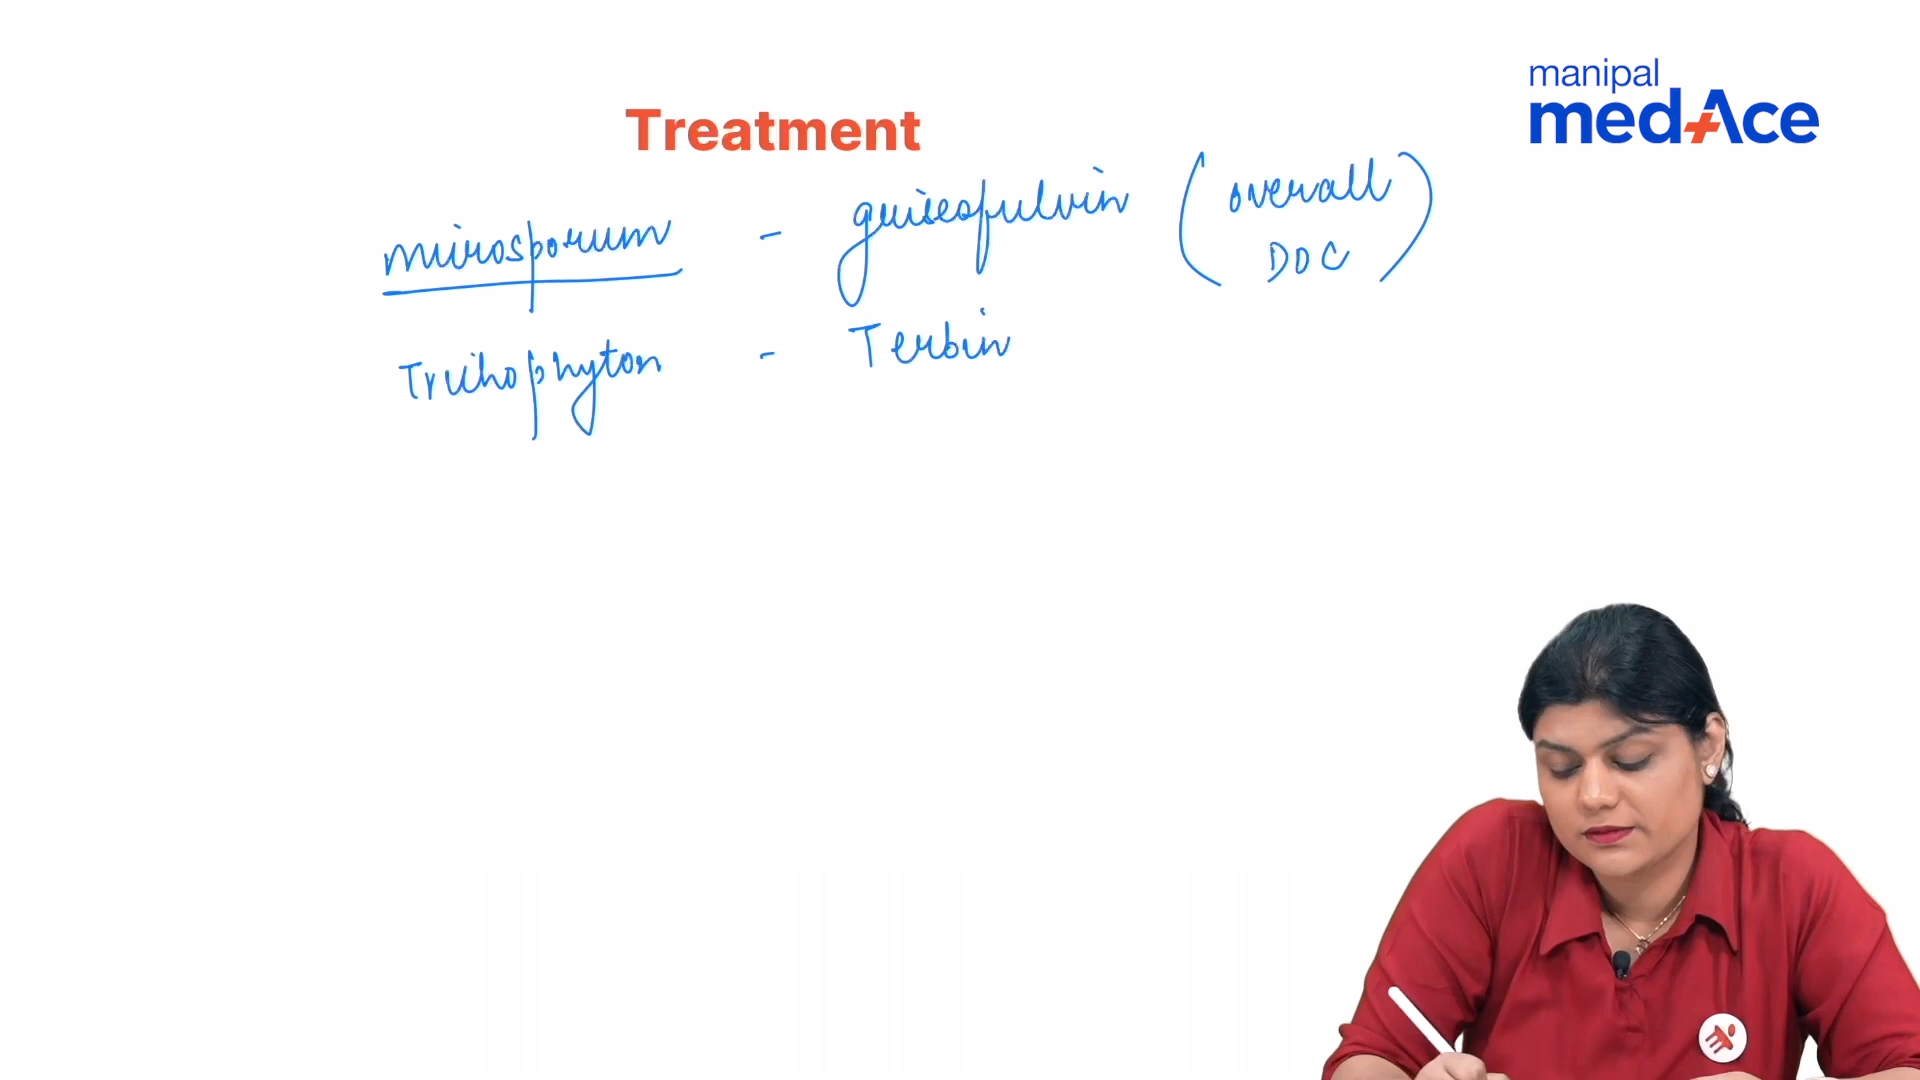 manipal
medAce
Treatment
microsporum - griseofulvin (overall DOC)
Trichophyton - Terbin